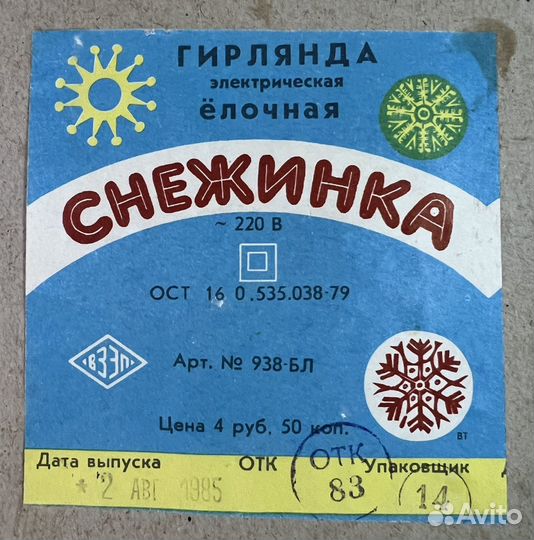 ГИРЛЯНДА
электрическая
ёлочная
СНЕЖИНКА
~ 220 В
ОСТ 16 0.535.038-79
ВЗЭП
Арт. № 938-БЛ
Цена 4 руб. 50 коп.
ВТ
Дата выпуска ОТК Упаковщик
* 2 АВГ 1985 ОТК 83 14
Avito